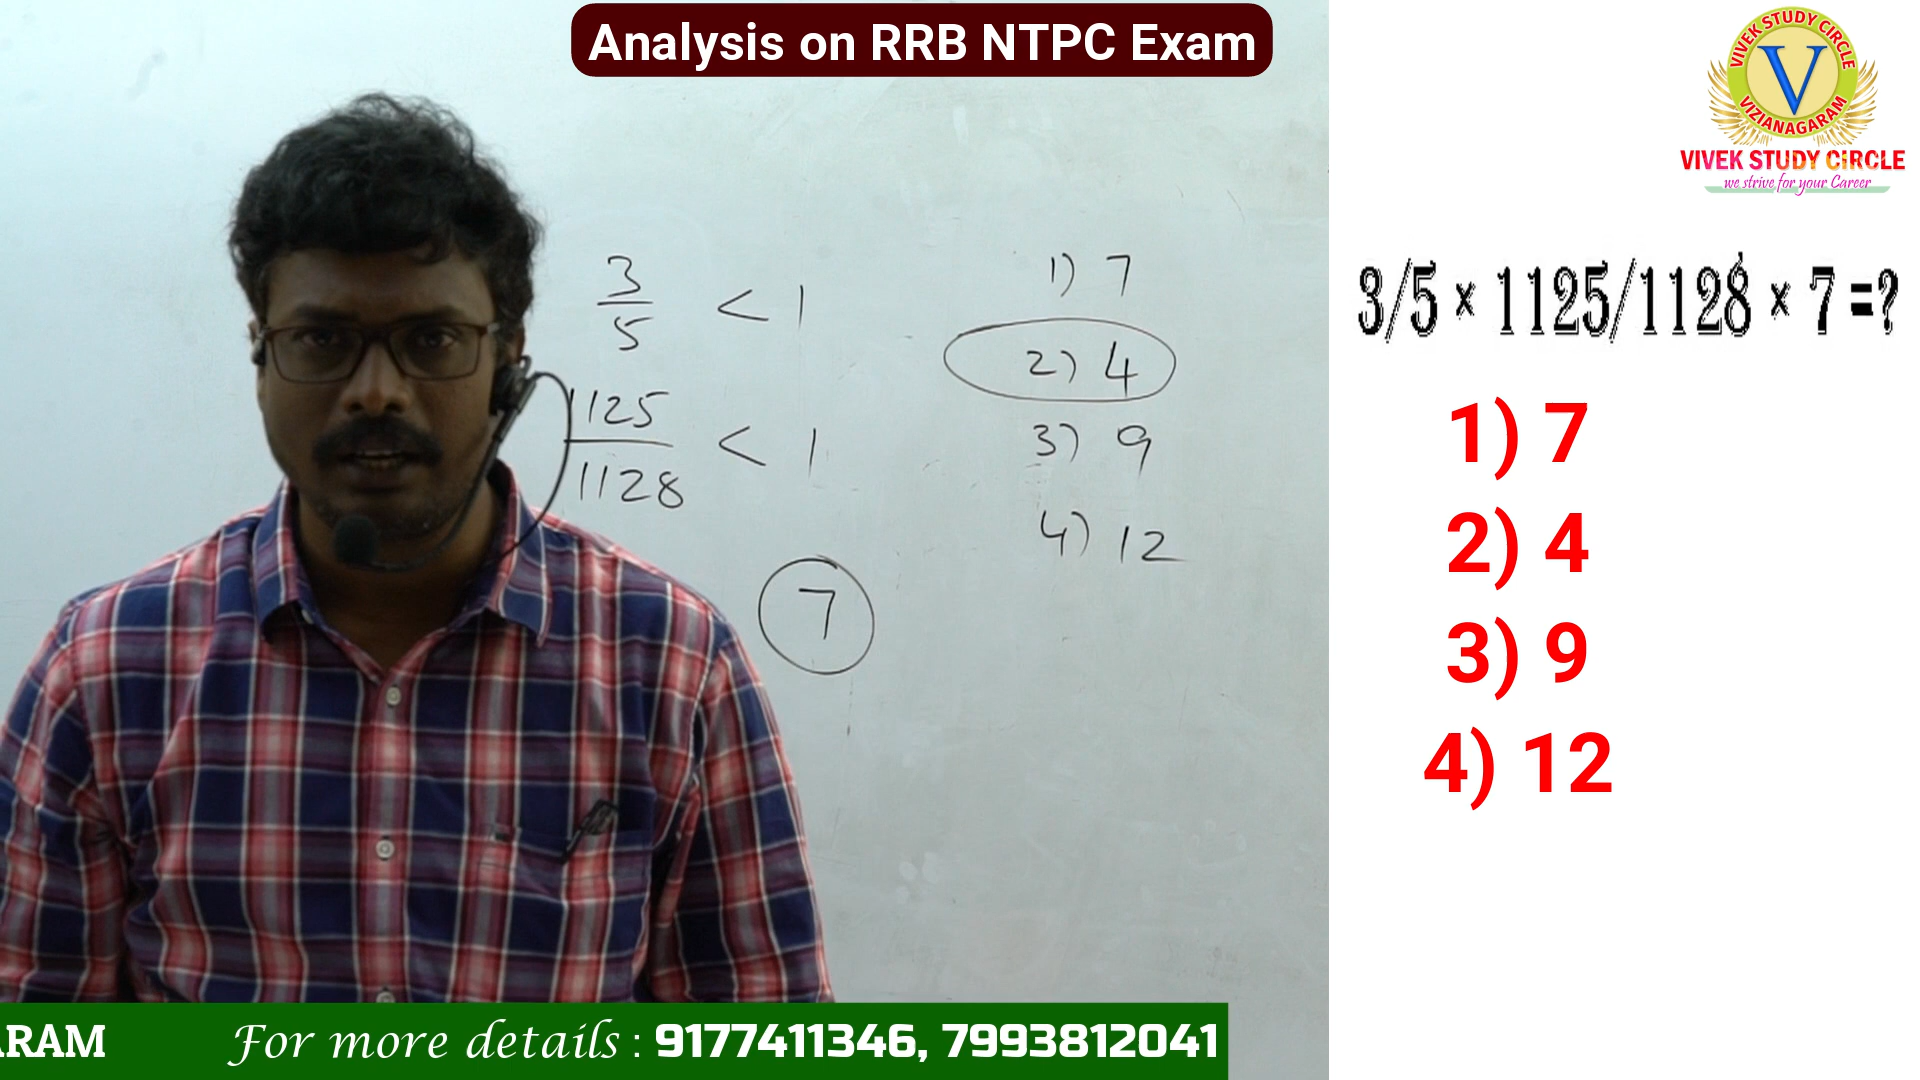 Analysis on RRB NTPC Exam
3
5
< 1
1125
1128
< 1
7
1) 7
2) 4
3) 9
4) 12
VIVEK STUDY CIRCLE
V
VIZIANAGARAM
VIVEK STUDY CIRCLE
we strive for your Career
3/5 × 1125/1128 × 7 =?
1) 7
2) 4
3) 9
4) 12
ARAM For more details : 9177411346, 7993812041